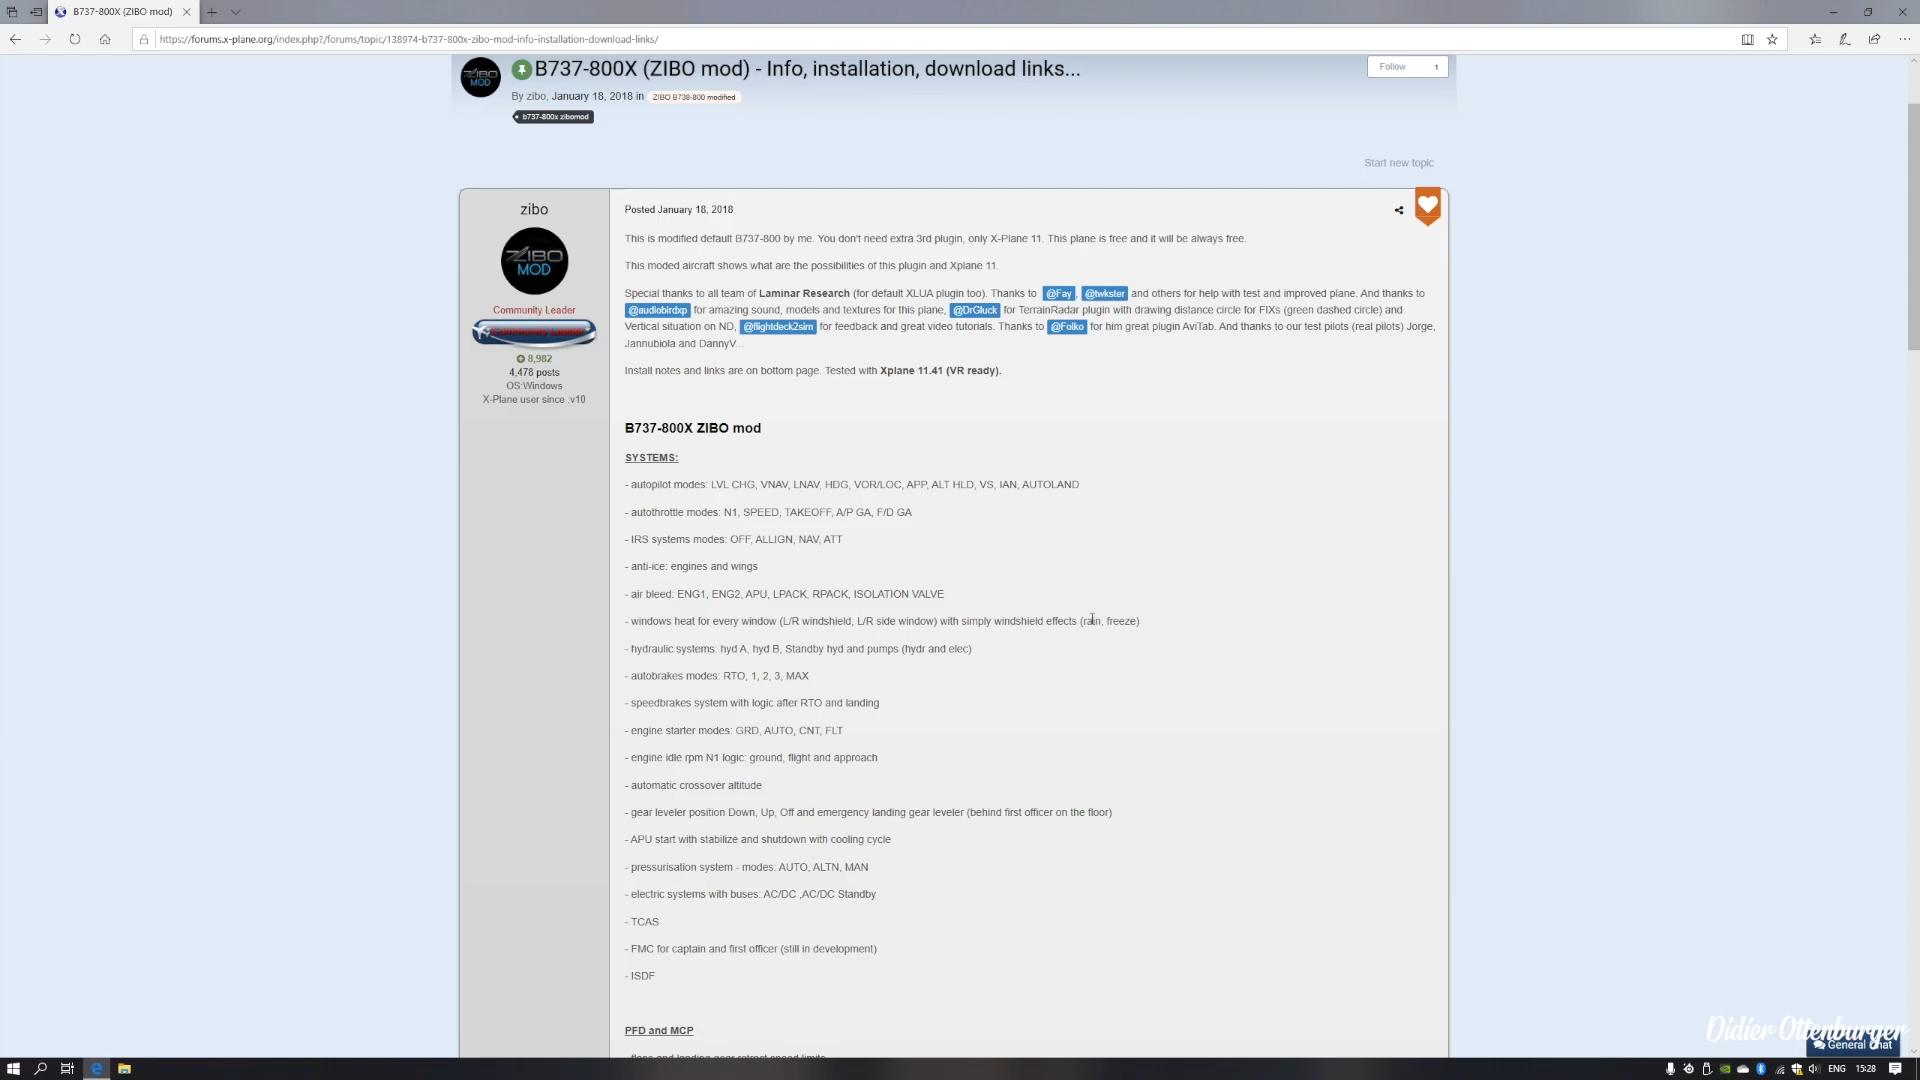 B737-800X (ZIBO mod)
https://forums.x-plane.org/index.php?/forums/topic/138974-b737-800x-zibo-mod-info-installation-download-links/
ZIBO MOD
B737-800X (ZIBO mod) - Info, installation, download links...
Follow 1
By zibo, January 18, 2018 in ZIBO B738-800 modified
b737-800x zibomod
Start new topic
zibo
ZIBO
MOD
Community Leader
Community Leader
8,982
4,478 posts
OS:Windows
X-Plane user since :v10
Posted January 18, 2018
This is modified default B737-800 by me. You don't need extra 3rd plugin, only X-Plane 11. This plane is free and it will be always free.
This moded aircraft shows what are the possibilities of this plugin and Xplane 11.
Special thanks to all team of Laminar Research (for default XLUA plugin too). Thanks to @Fay, @twkster and others for help with test and improved plane. And thanks to
@audiobirdxp for amazing sound, models and textures for this plane, @DrGluck for TerrainRadar plugin with drawing distance circle for FIXs (green dashed circle) and
Vertical situation on ND, @flightdeck2sim for feedback and great video tutorials. Thanks to @Folko for him great plugin AviTab. And thanks to our test pilots (real pilots) Jorge,
Jannubiola and DannyV...
Install notes and links are on bottom page. Tested with Xplane 11.41 (VR ready).
B737-800X ZIBO mod
SYSTEMS:
- autopilot modes: LVL CHG, VNAV, LNAV, HDG, VOR/LOC, APP, ALT HLD, VS, IAN, AUTOLAND
- autothrottle modes: N1, SPEED, TAKEOFF, A/P GA, F/D GA
- IRS systems modes: OFF, ALLIGN, NAV, ATT
- anti-ice: engines and wings
- air bleed: ENG1, ENG2, APU, LPACK, RPACK, ISOLATION VALVE
- windows heat for every window (L/R windshield, L/R side window) with simply windshield effects (rain, freeze)
- hydraulic systems: hyd A, hyd B, Standby hyd and pumps (hydr and elec)
- autobrakes modes: RTO, 1, 2, 3, MAX
- speedbrakes system with logic after RTO and landing
- engine starter modes: GRD, AUTO, CNT, FLT
- engine idle rpm N1 logic: ground, flight and approach
- automatic crossover altitude
- gear leveler position Down, Up, Off and emergency landing gear leveler (behind first officer on the floor)
- APU start with stabilize and shutdown with cooling cycle
- pressurisation system - modes: AUTO, ALTN, MAN
- electric systems with buses: AC/DC ,AC/DC Standby
- TCAS
- FMC for captain and first officer (still in development)
- ISDF
PFD and MCP
- flaps and landing gear retract speed limits
Didier Ottenburger
General Chat
ENG 15:28